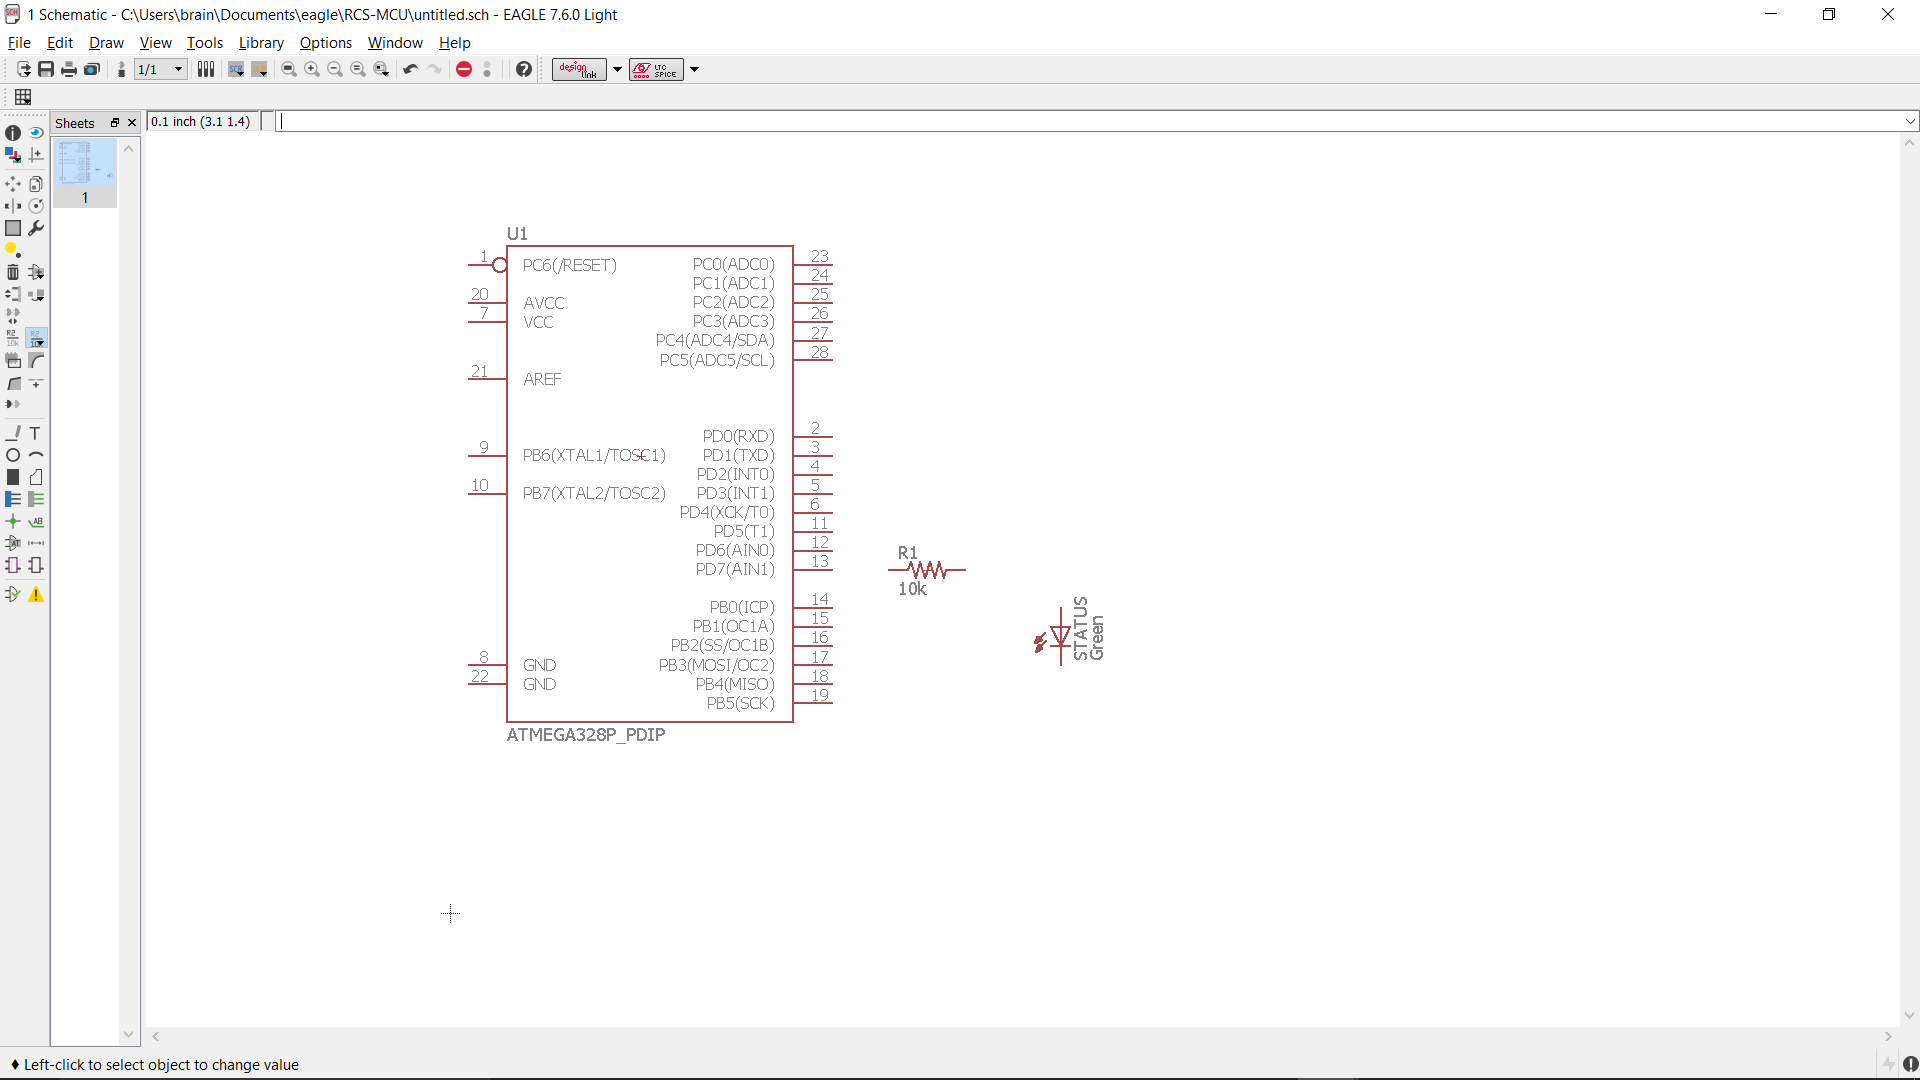 1 Schematic - C:\Users\brain\Documents\eagle\RCS-MCU\untitled.sch - EAGLE 7.6.0 Light
File Edit Draw View Tools Library Options Window Help
1/1
SCR
design link
LTC SPICE
Sheets
0.1 inch (3.1 1.4)
1
U1
1 PC6(/RESET) PC0(ADC0) 23
PC1(ADC1) 24
20 AVCC PC2(ADC2) 25
7 VCC PC3(ADC3) 26
PC4(ADC4/SDA) 27
PC5(ADC5/SCL) 28
21 AREF
PD0(RXD) 2
9 PB6(XTAL1/TOSC1) PD1(TXD) 3
PD2(INT0) 4
10 PB7(XTAL2/TOSC2) PD3(INT1) 5
PD4(XCK/T0) 6
PD5(T1) 11
PD6(AIN0) 12
PD7(AIN1) 13
R1
10k
PB0(ICP) 14
PB1(OC1A) 15
PB2(SS/OC1B) 16
8 GND PB3(MOSI/OC2) 17
22 GND PB4(MISO) 18
PB5(SCK) 19
STATUS
Green
ATMEGA328P_PDIP
Left-click to select object to change value